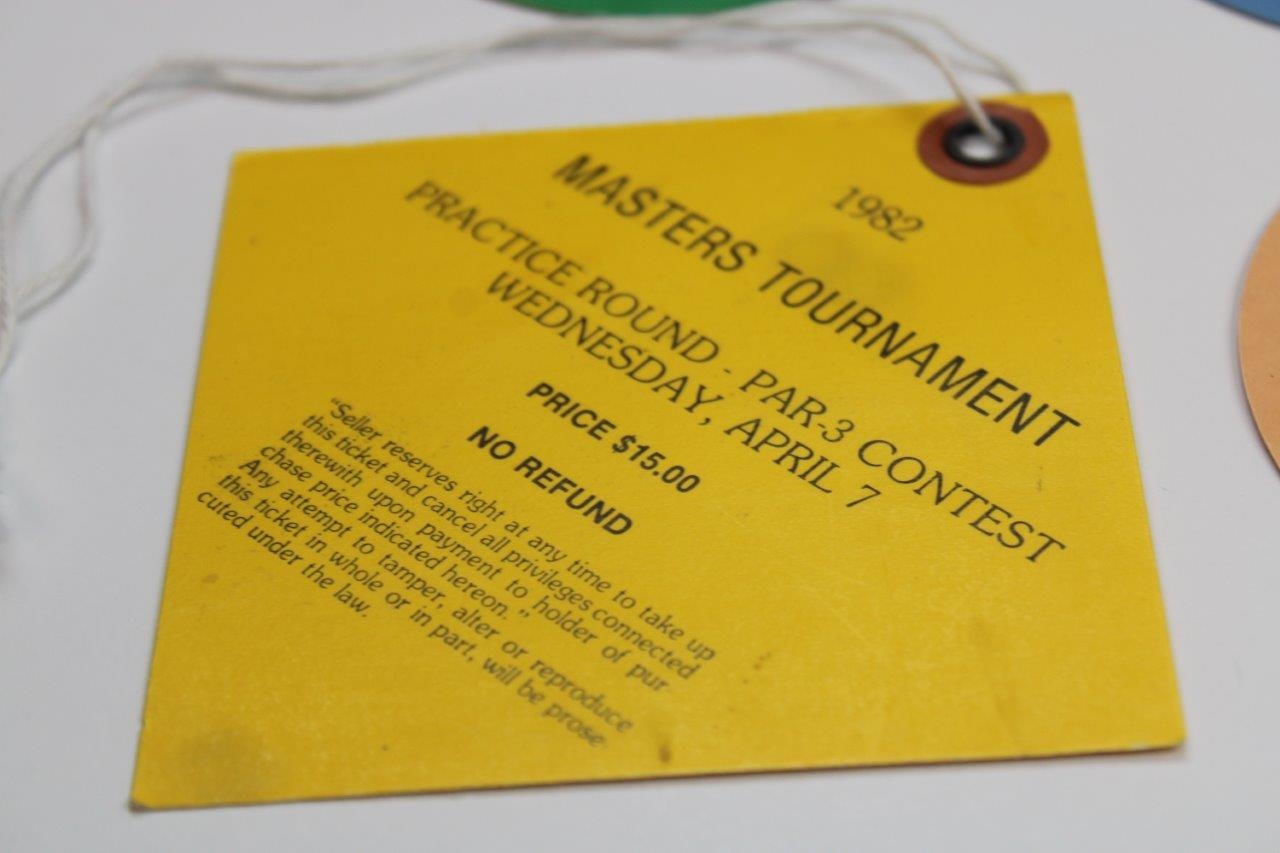 1982
MASTERS TOURNAMENT
PRACTICE ROUND - PAR-3 CONTEST
WEDNESDAY, APRIL 7
PRICE $15.00
NO REFUND
"Seller reserves right at any time to take up
this ticket and cancel all privileges connected
therewith upon payment to holder of pur
chase price indicated hereon."
Any attempt to tamper, alter or reproduce
this ticket in whole or in part, will be prose
cuted under the law.